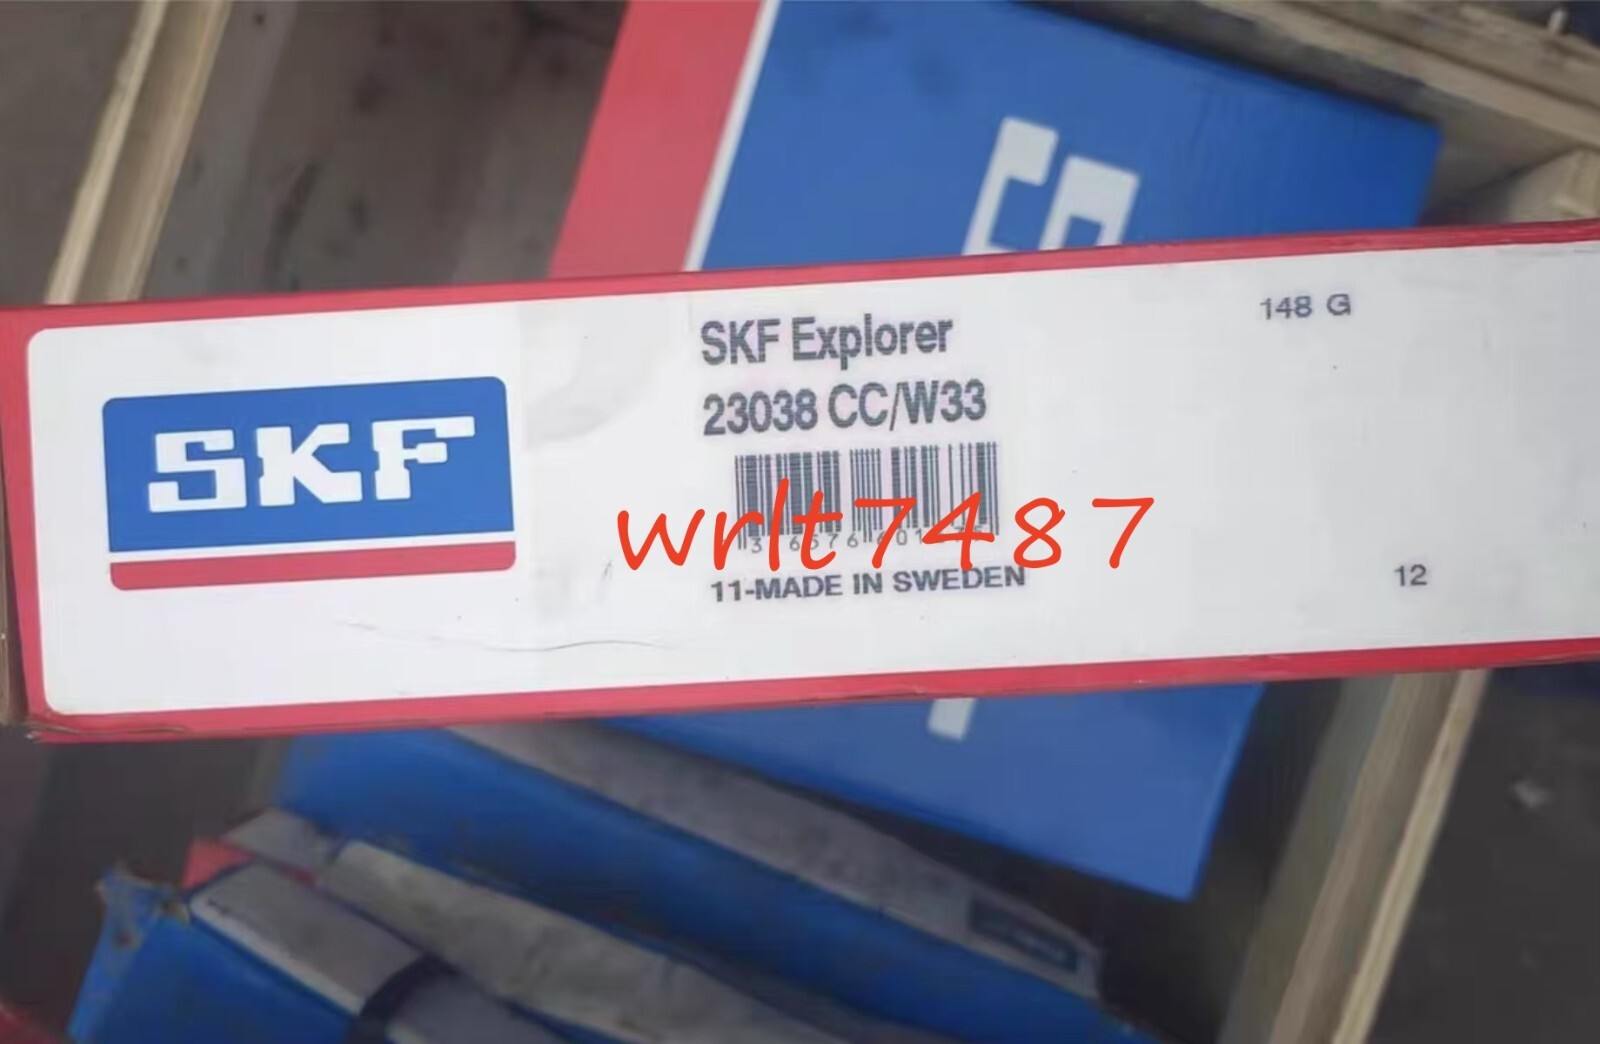 SKF
SKF Explorer
23038 CC/W33
148 G
wrlt7487
11-MADE IN SWEDEN
12